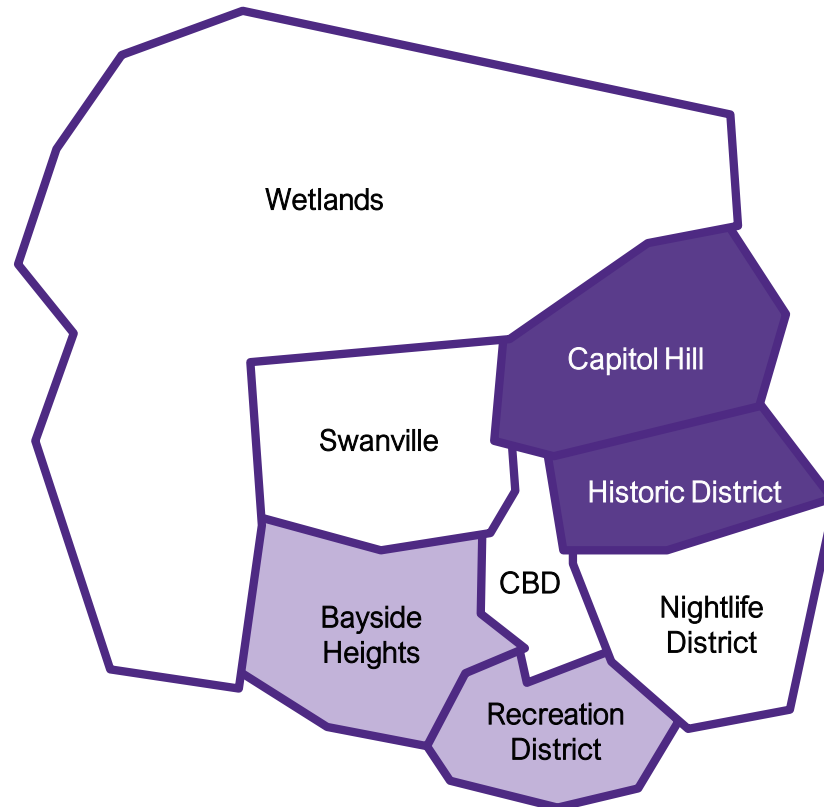 Wetlands
Capitol Hill
Swanville
Historic District
CBD
Nightlife
District
Bayside
Heights
Recreation
District